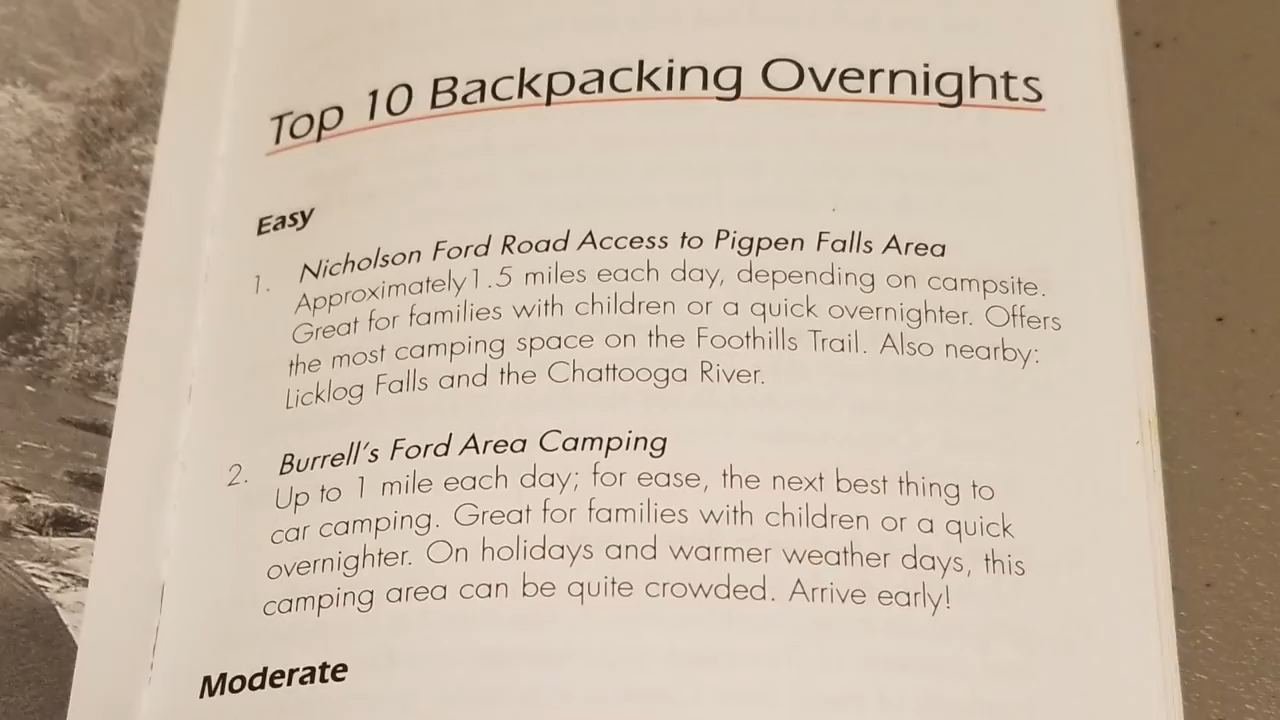 Top 10 Backpacking Overnights
Easy
1. Nicholson Ford Road Access to Pigpen Falls Area
Approximately 1.5 miles each day, depending on campsite.
Great for families with children or a quick overnighter. Offers
the most camping space on the Foothills Trail. Also nearby:
Licklog Falls and the Chattooga River.
2. Burrell's Ford Area Camping
Up to 1 mile each day; for ease, the next best thing to
car camping. Great for families with children or a quick
overnighter. On holidays and warmer weather days, this
camping area can be quite crowded. Arrive early!
Moderate